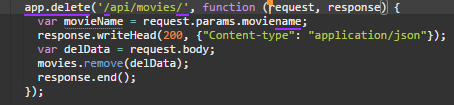 app.delete('/api/movies/', function (request, response) {
  var movieName = request.params.moviename;
  response.writeHead(200, {"Content-type": "application/json"});
  var delData = request.body;
  movies.remove(delData);
  response.end();
});